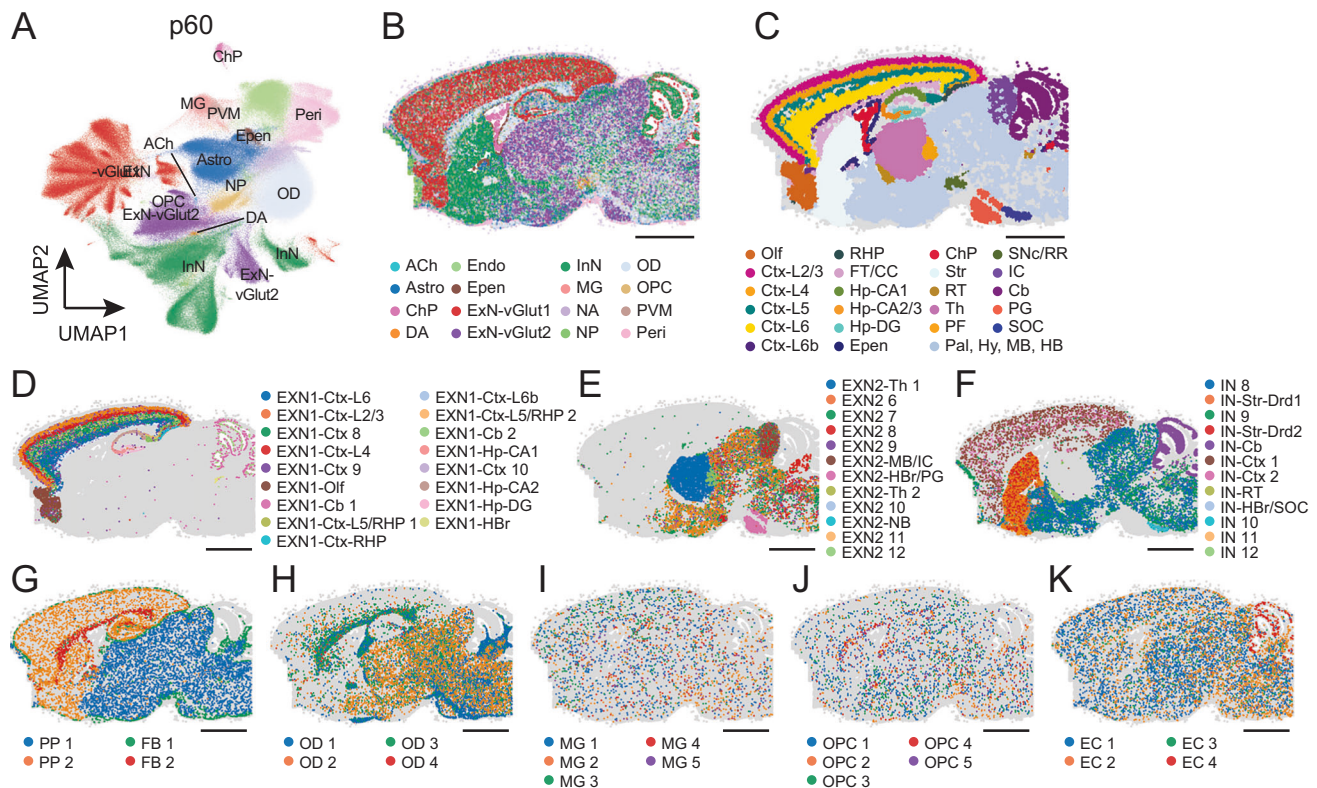 A
p60
ChP
MG
PVM
Peri
Epen
ACh
Astro
-vGlut1
ExN
NP
OD
OPC
ExN-vGlut2
DA
InN
InN
ExN-
vGlut2
UMAP2
UMAP1
B
ACh
Astro
ChP
DA
Endo
Epen
ExN-vGlut1
ExN-vGlut2
InN
MG
NA
NP
OD
OPC
PVM
Peri
C
Olf
Ctx-L2/3
Ctx-L4
Ctx-L5
Ctx-L6
Ctx-L6b
RHP
FT/CC
Hp-CA1
Hp-CA2/3
Hp-DG
Epen
ChP
Str
RT
Th
PF
Pal, Hy, MB, HB
SNc/RR
IC
Cb
PG
SOC
D
EXN1-Ctx-L6
EXN1-Ctx-L2/3
EXN1-Ctx 8
EXN1-Ctx-L4
EXN1-Ctx 9
EXN1-Olf
EXN1-Cb 1
EXN1-Ctx-L5/RHP 1
EXN1-Ctx-RHP
EXN1-Ctx-L6b
EXN1-Ctx-L5/RHP 2
EXN1-Cb 2
EXN1-Hp-CA1
EXN1-Ctx 10
EXN1-Hp-CA2
EXN1-Hp-DG
EXN1-HBr
E
EXN2-Th 1
EXN2 6
EXN2 7
EXN2 8
EXN2 9
EXN2-MB/IC
EXN2-HBr/PG
EXN2-Th 2
EXN2 10
EXN2-NB
EXN2 11
EXN2 12
F
IN 8
IN-Str-Drd1
IN 9
IN-Str-Drd2
IN-Cb
IN-Ctx 1
IN-Ctx 2
IN-RT
IN-HBr/SOC
IN 10
IN 11
IN 12
G
PP 1
PP 2
FB 1
FB 2
H
OD 1
OD 2
OD 3
OD 4
I
MG 1
MG 2
MG 3
MG 4
MG 5
J
OPC 1
OPC 2
OPC 3
OPC 4
OPC 5
K
EC 1
EC 2
EC 3
EC 4